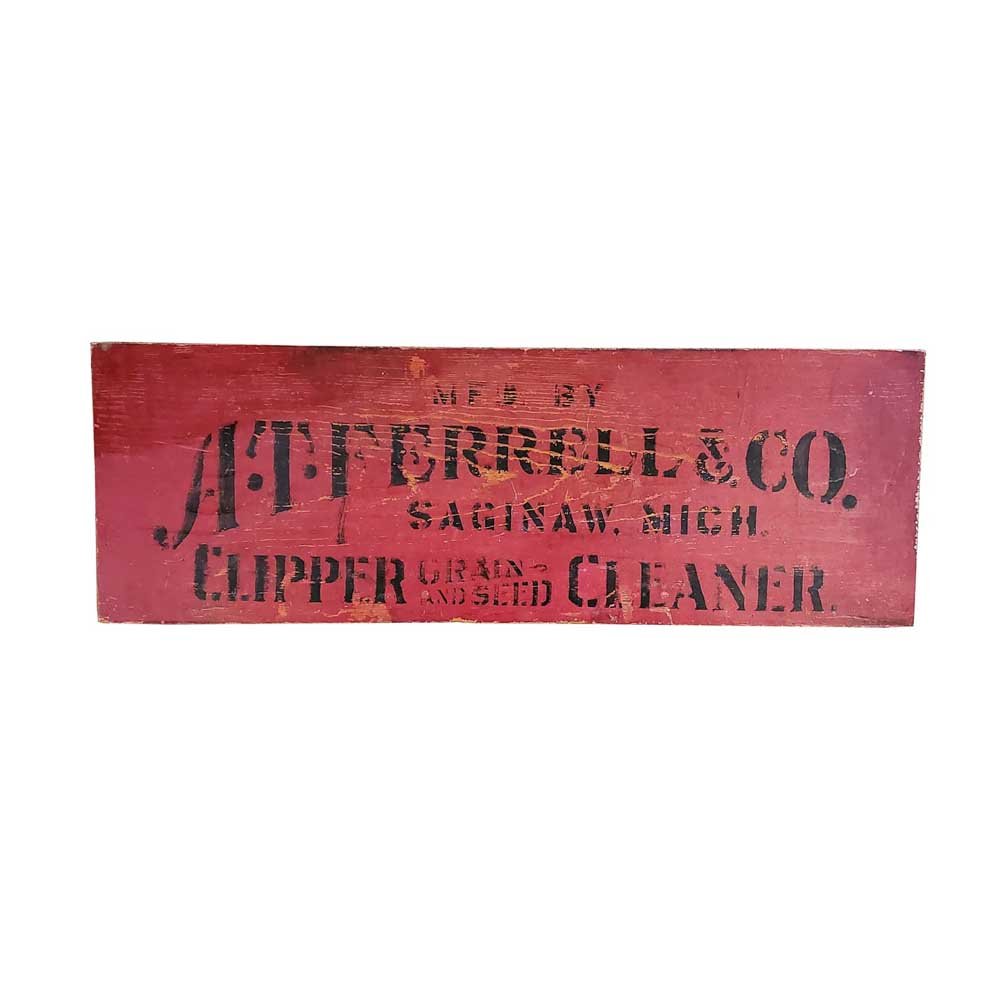 MFD. BY
A.T. FERRELL & CO.
SAGINAW, MICH.
CLIPPER GRAIN AND SEED CLEANER.